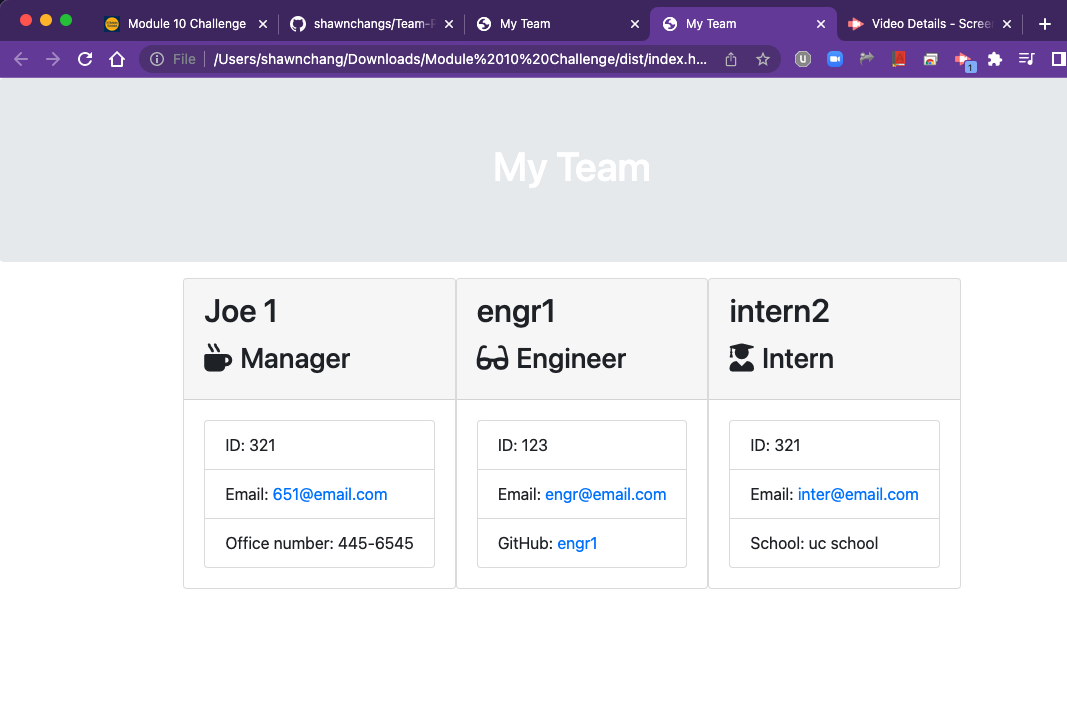 Module 10 Challenge
shawnchangs/Team-P
My Team
My Team
Video Details - Screen
File
/Users/shawnchang/Downloads/Module%2010%20Challenge/dist/index.h...
U
1
My Team
Joe 1
Manager
ID: 321
Email: 651@email.com
Office number: 445-6545
engr1
Engineer
ID: 123
Email: engr@email.com
GitHub: engr1
intern2
Intern
ID: 321
Email: inter@email.com
School: uc school